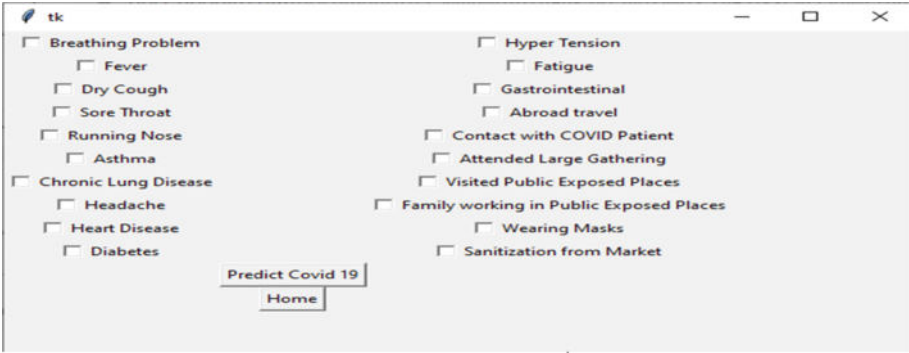 tk
Breathing Problem Hyper Tension
Fever Fatigue
Dry Cough Gastrointestinal
Sore Throat Abroad travel
Running Nose Contact with COVID Patient
Asthma Attended Large Gathering
Chronic Lung Disease Visited Public Exposed Places
Headache Family working in Public Exposed Places
Heart Disease Wearing Masks
Diabetes Sanitization from Market
Predict Covid 19
Home